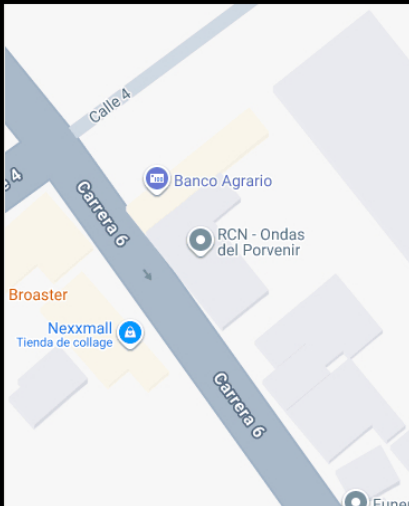 Calle 4
e 4
Banco Agrario
Carrera 6
RCN - Ondas
del Porvenir
Broaster
Nexxmall
Tienda de collage
Carrera 6